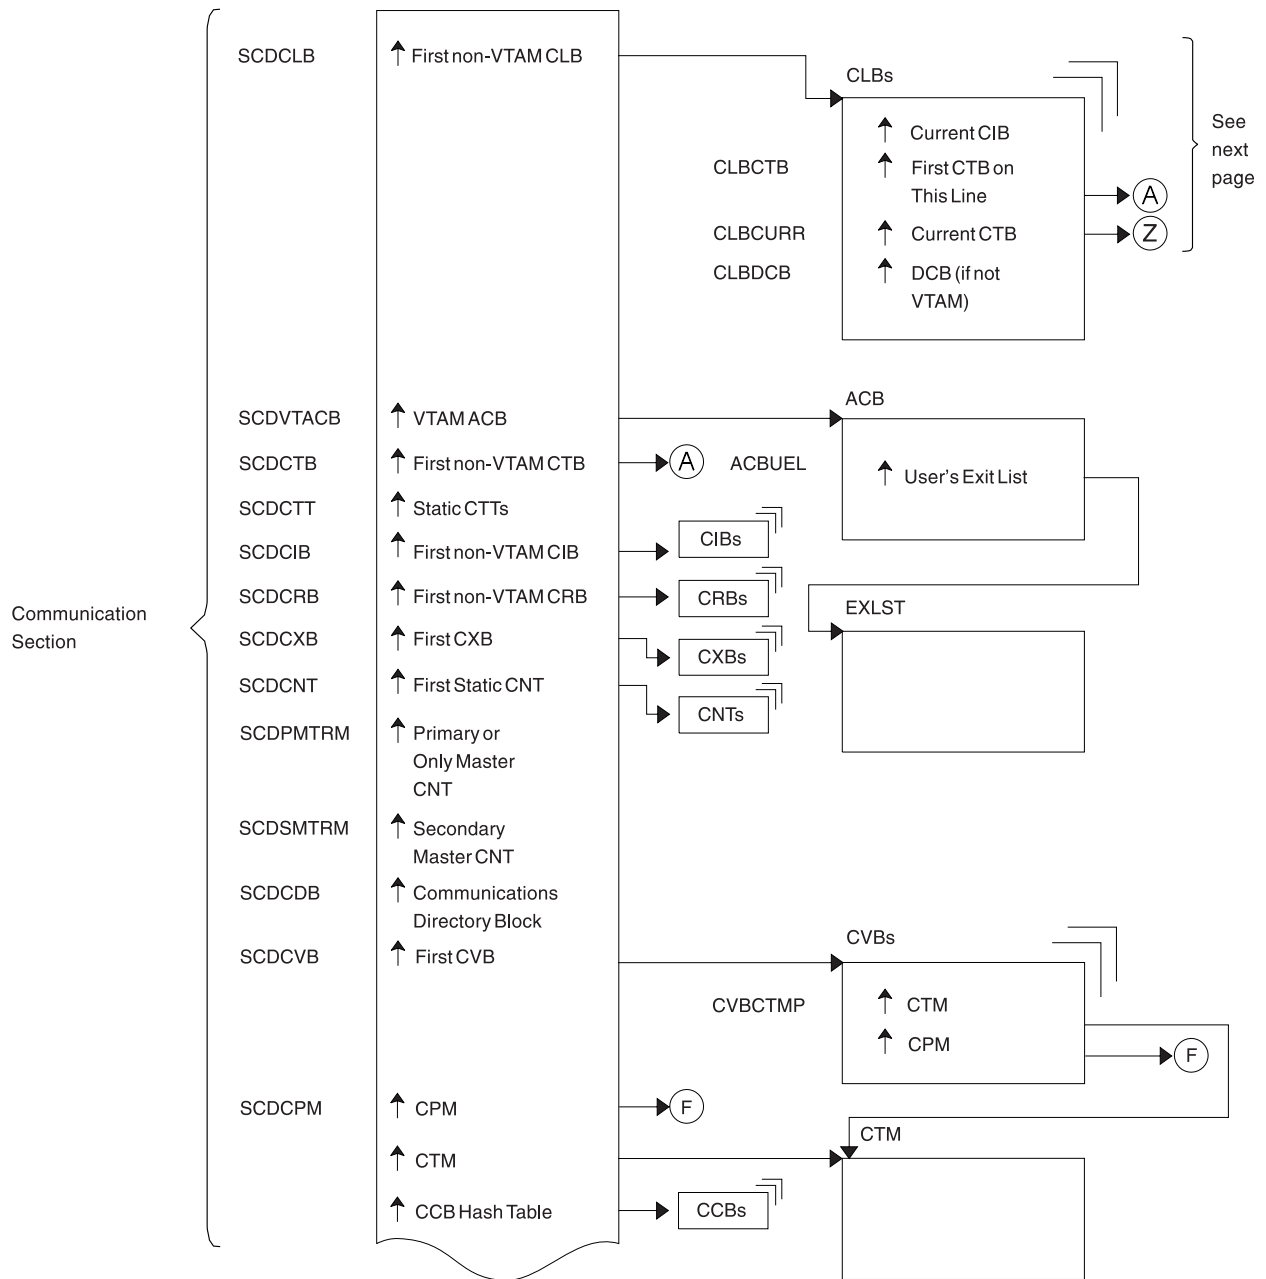 SCDCLB
First non-VTAM CLB
CLBs
Current CIB
See
next
page
CLBCTB
First CTB on
This Line
A
CLBCURR
Current CTB
Z
CLBDCB
DCB (if not
VTAM)
ACB
SCDVTACB
VTAM ACB
SCDCTB
First non-VTAM CTB
A
ACBUEL
User's Exit List
SCDCTT
Static CTTs
SCDCIB
First non-VTAM CIB
CIBs
SCDCRB
First non-VTAM CRB
CRBs
EXLST
Communication
Section
SCDCXB
First CXB
CXBs
SCDCNT
First Static CNT
CNTs
SCDPMTRM
Primary or
Only Master
CNT
SCDSMTRM
Secondary
Master CNT
SCDCDB
Communications
Directory Block
SCDCVB
First CVB
CVBs
CVBCTMP
CTM
CPM
F
SCDCPM
CPM
F
CTM
CTM
CCB Hash Table
CCBs